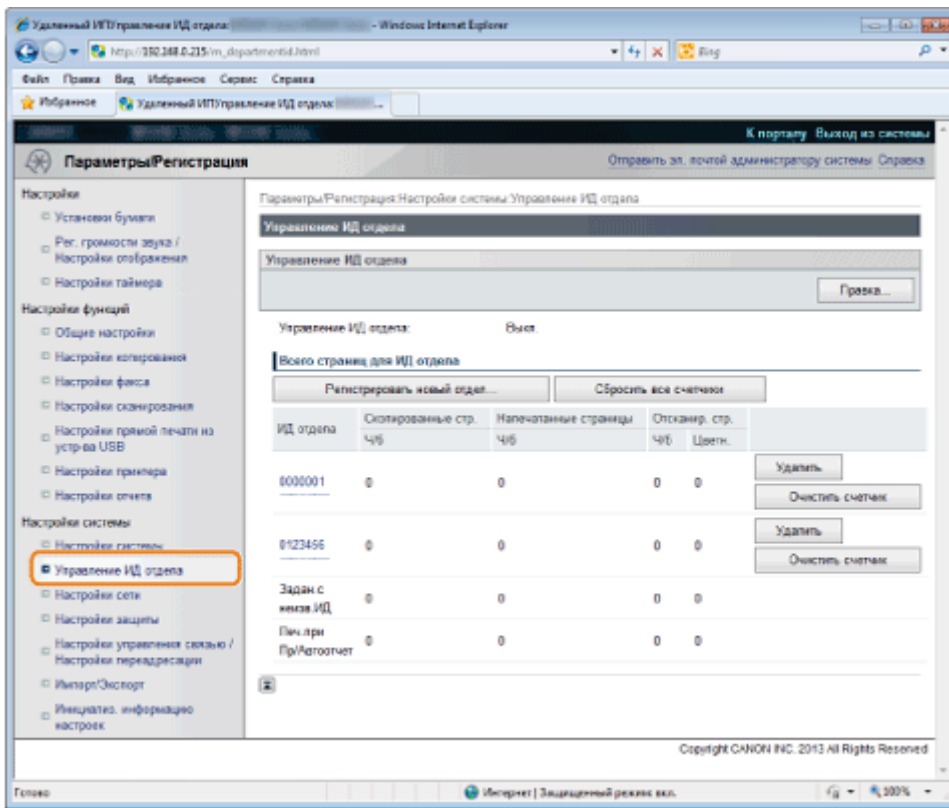 Удаленный ИП:Управление ИД отдела: - Windows Internet Explorer
http://192.168.0.215/m_departmentid.html
Bing
Файл Правка Вид Избранное Сервис Справка
Избранное Удаленный ИП:Управление ИД отдела: ...
К порталу Выход из системы
Параметры/Регистрация
Отправить эл. почтой администратору системы Справка
Настройки
Установки бумаги
Рег. громкости звука /
Настройки отображения
Настройки таймера
Настройки функций
Общие настройки
Настройки копирования
Настройки факса
Настройки сканирования
Настройки прямой печати из
устр-ва USB
Настройки принтера
Настройки отчета
Настройки системы
Настройки системы
Управление ИД отдела
Настройки сети
Настройки защиты
Настройки управления связью /
Настройки переадресации
Импорт/Экспорт
Инициализ. информацию
настроек
Параметры/Регистрация:Настройки системы:Управление ИД отдела
Управление ИД отдела
Управление ИД отдела
Правка...
Управление ИД отдела: Выкл.
Всего страниц для ИД отдела
Регистрировать новый отдел... Сбросить все счетчики
ИД отдела Скопированные стр. Напечатанные страницы Отсканир. стр.
Ч/б Ч/б Ч/б Цветн.
0000001 0 0 0 0 Удалить
Очистить счетчик
0123456 0 0 0 0 Удалить
Очистить счетчик
Задан.с
неизв.ИД 0 0 0 0
Печ.при
Пр/Автоотчет 0 0 0 0
Copyright CANON INC. 2013 All Rights Reserved
Готово Интернет | Защищенный режим: вкл. 100%